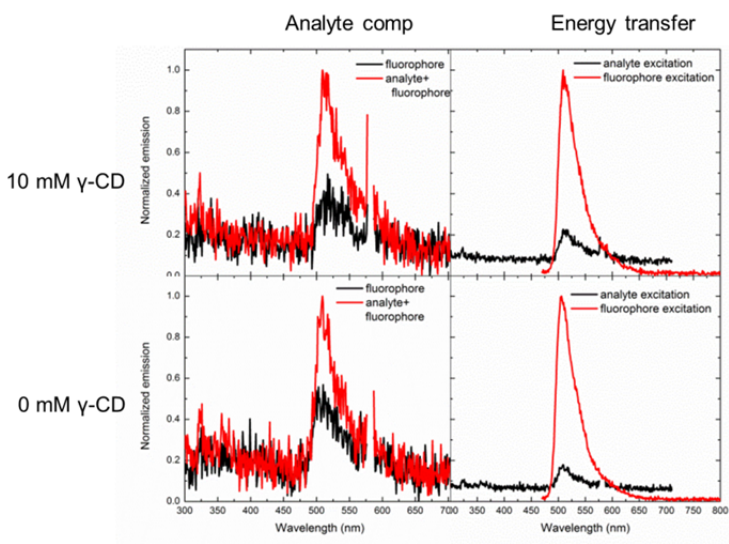 Analyte comp
Energy transfer
fluorophore
analyte+
fluorophore
analyte excitation
fluorophore excitation
10 mM γ-CD
Normalized emission
1.0
0.8
0.6
0.4
0.2
0.0
fluorophore
analyte+
fluorophore
analyte excitation
fluorophore excitation
0 mM γ-CD
Normalized emission
1.0
0.8
0.6
0.4
0.2
0.0
300 350 400 450 500 550 600 650 350 400 450 500 550 600 650 700 750 800
Wavelength (nm)
Wavelength (nm)